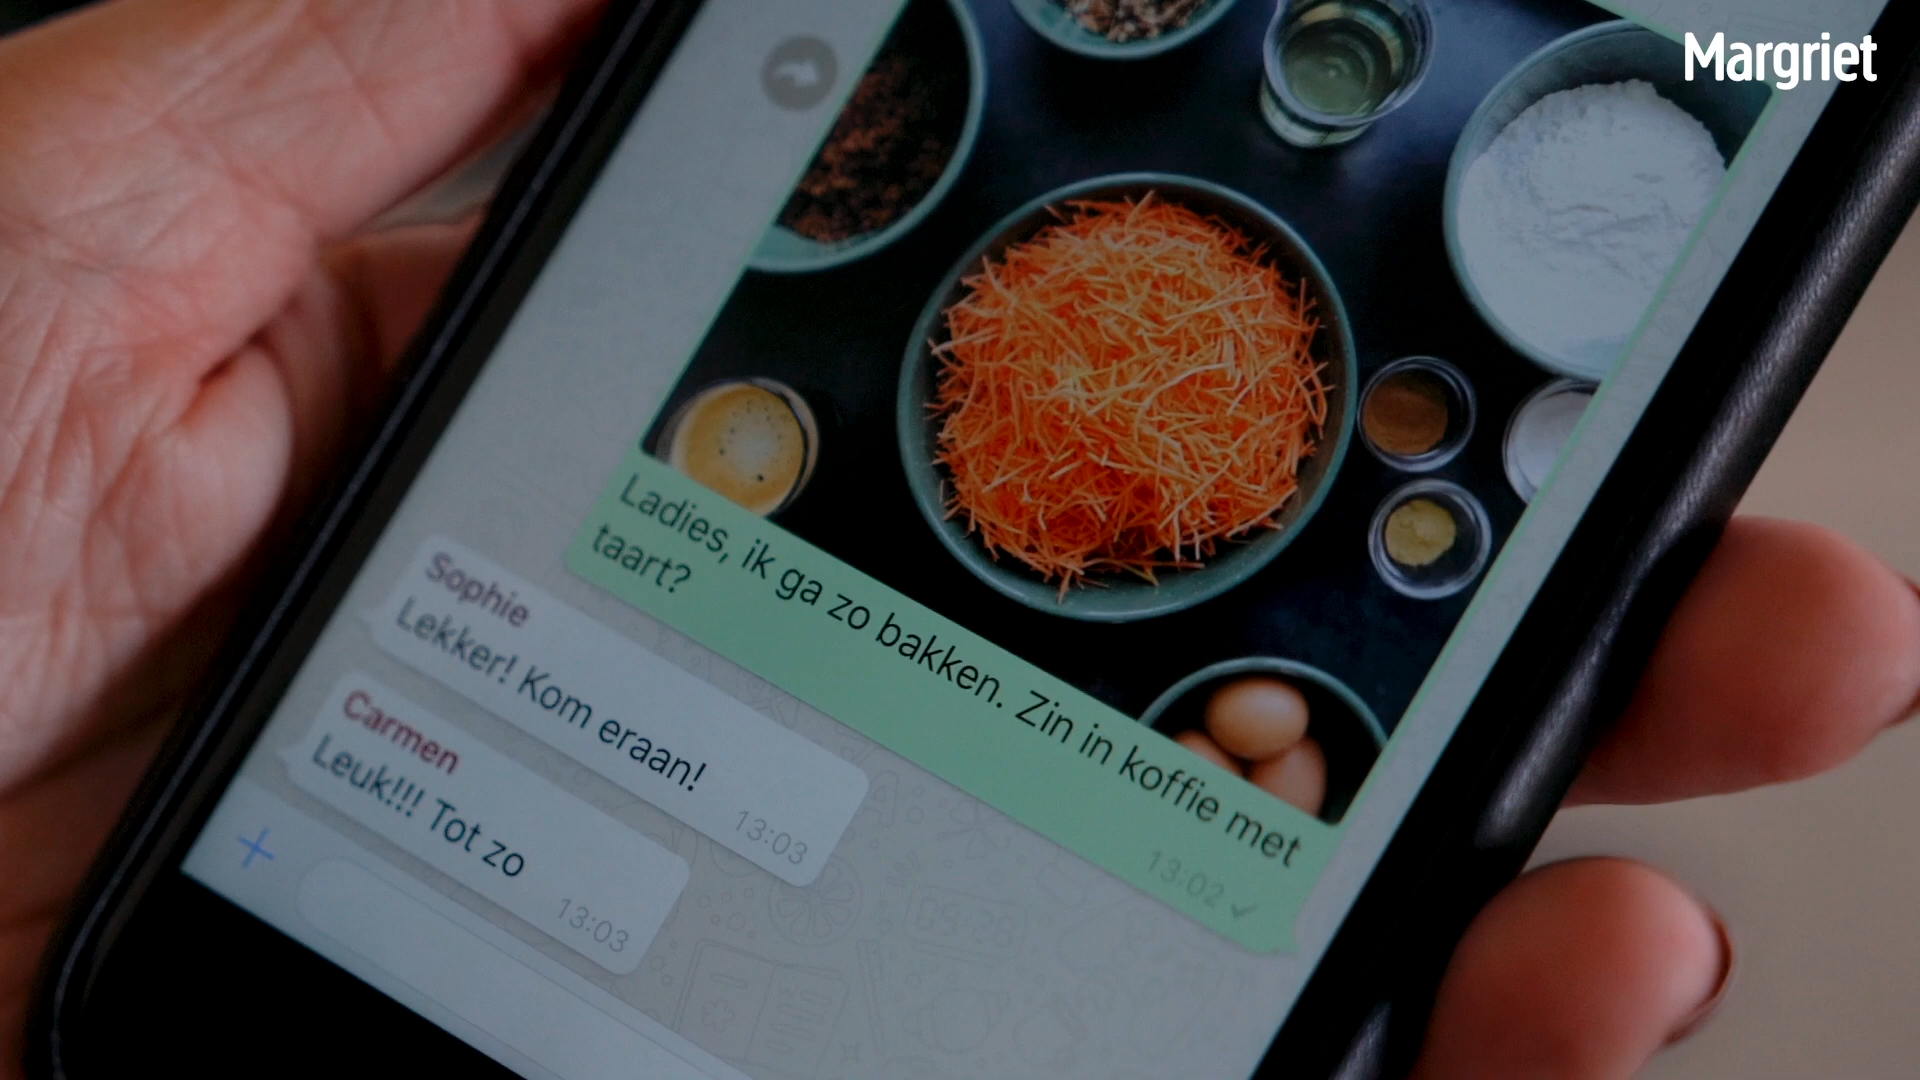 Margriet
Ladies, ik ga zo bakken. Zin in koffie met
taart?
13:02
Sophie
Lekker! Kom eraan!
13:03
Carmen
Leuk!!! Tot zo
13:03